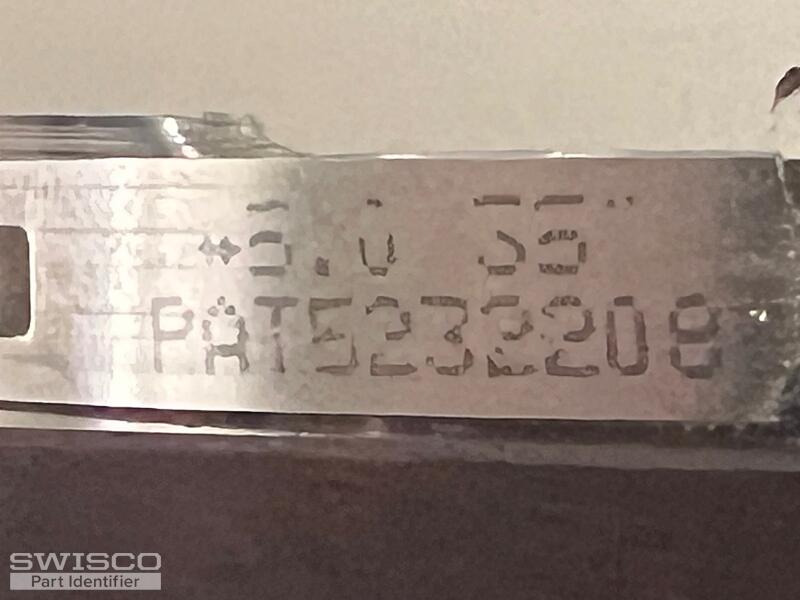 PAT5232208
SWISCO
Part Identifier